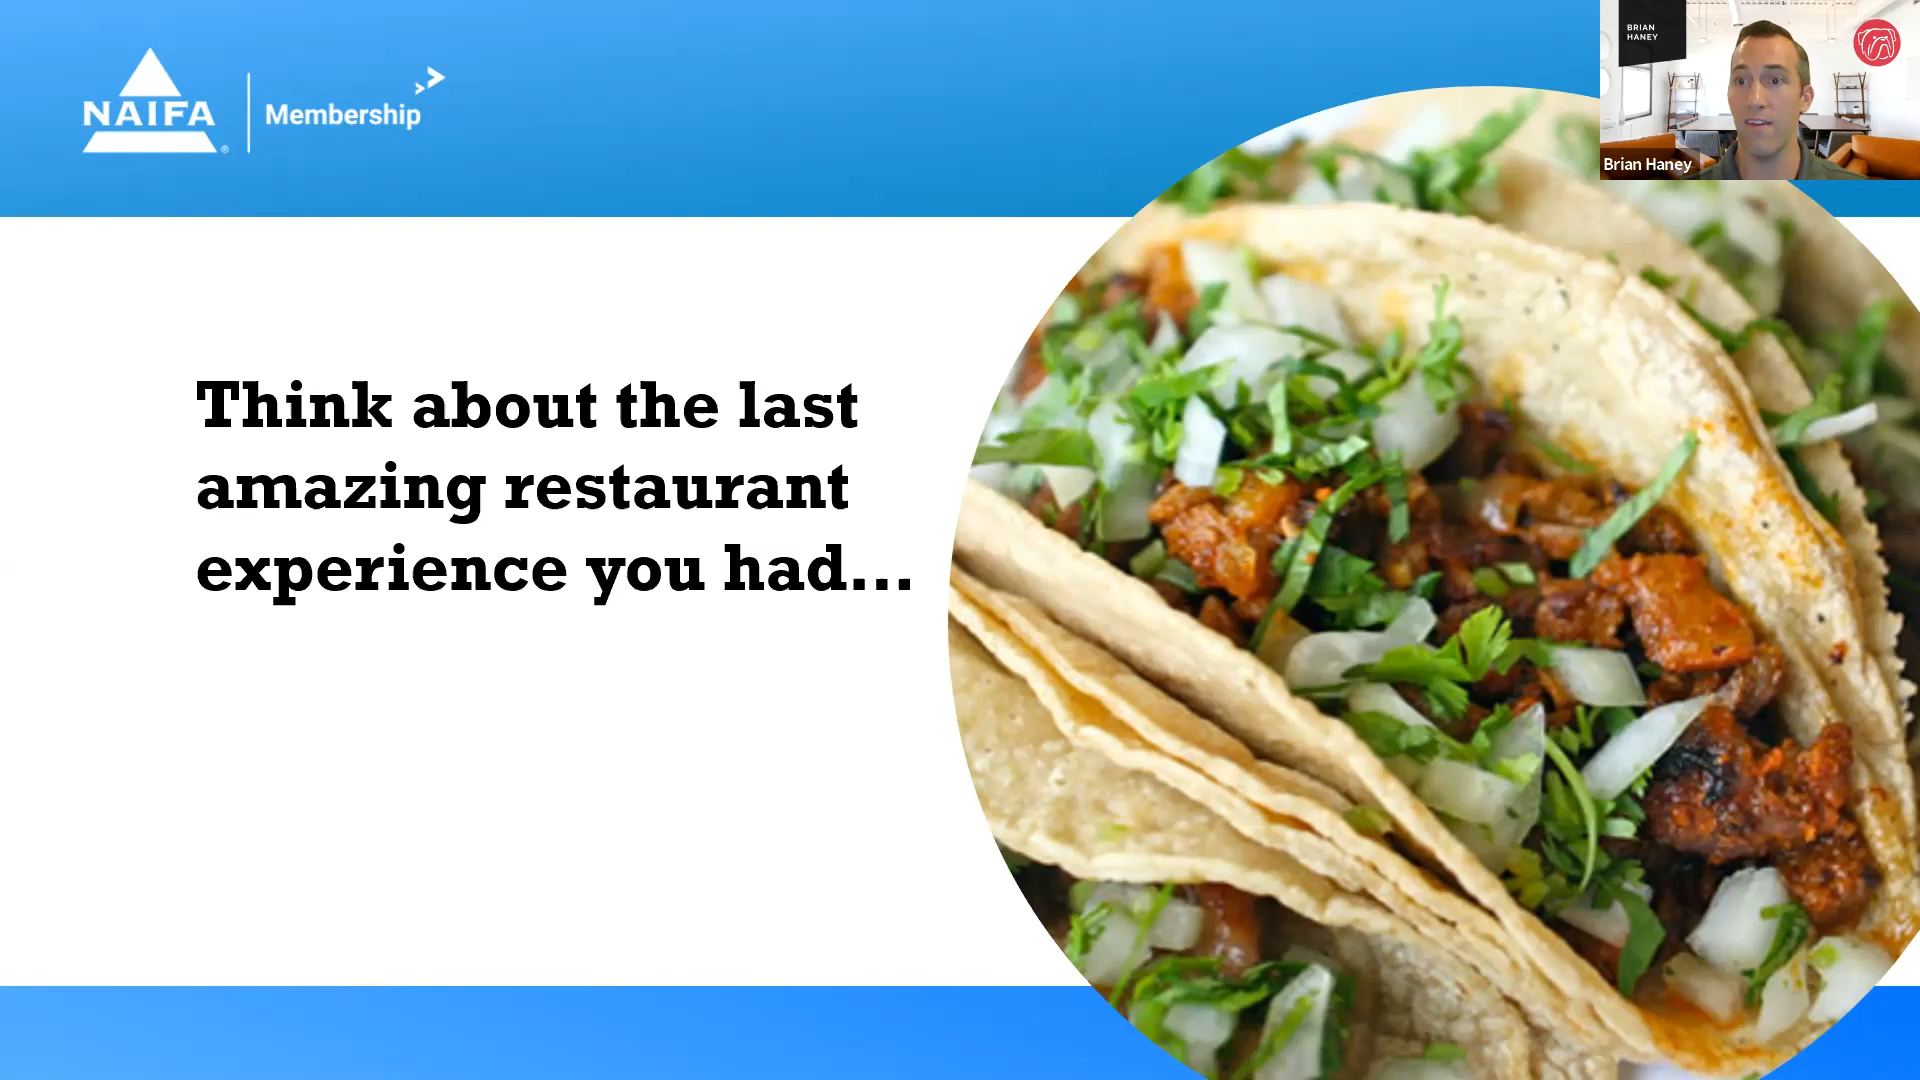 NAIFA
®
Membership
BRIAN
HANEY
Brian Haney
Think about the last
amazing restaurant
experience you had...